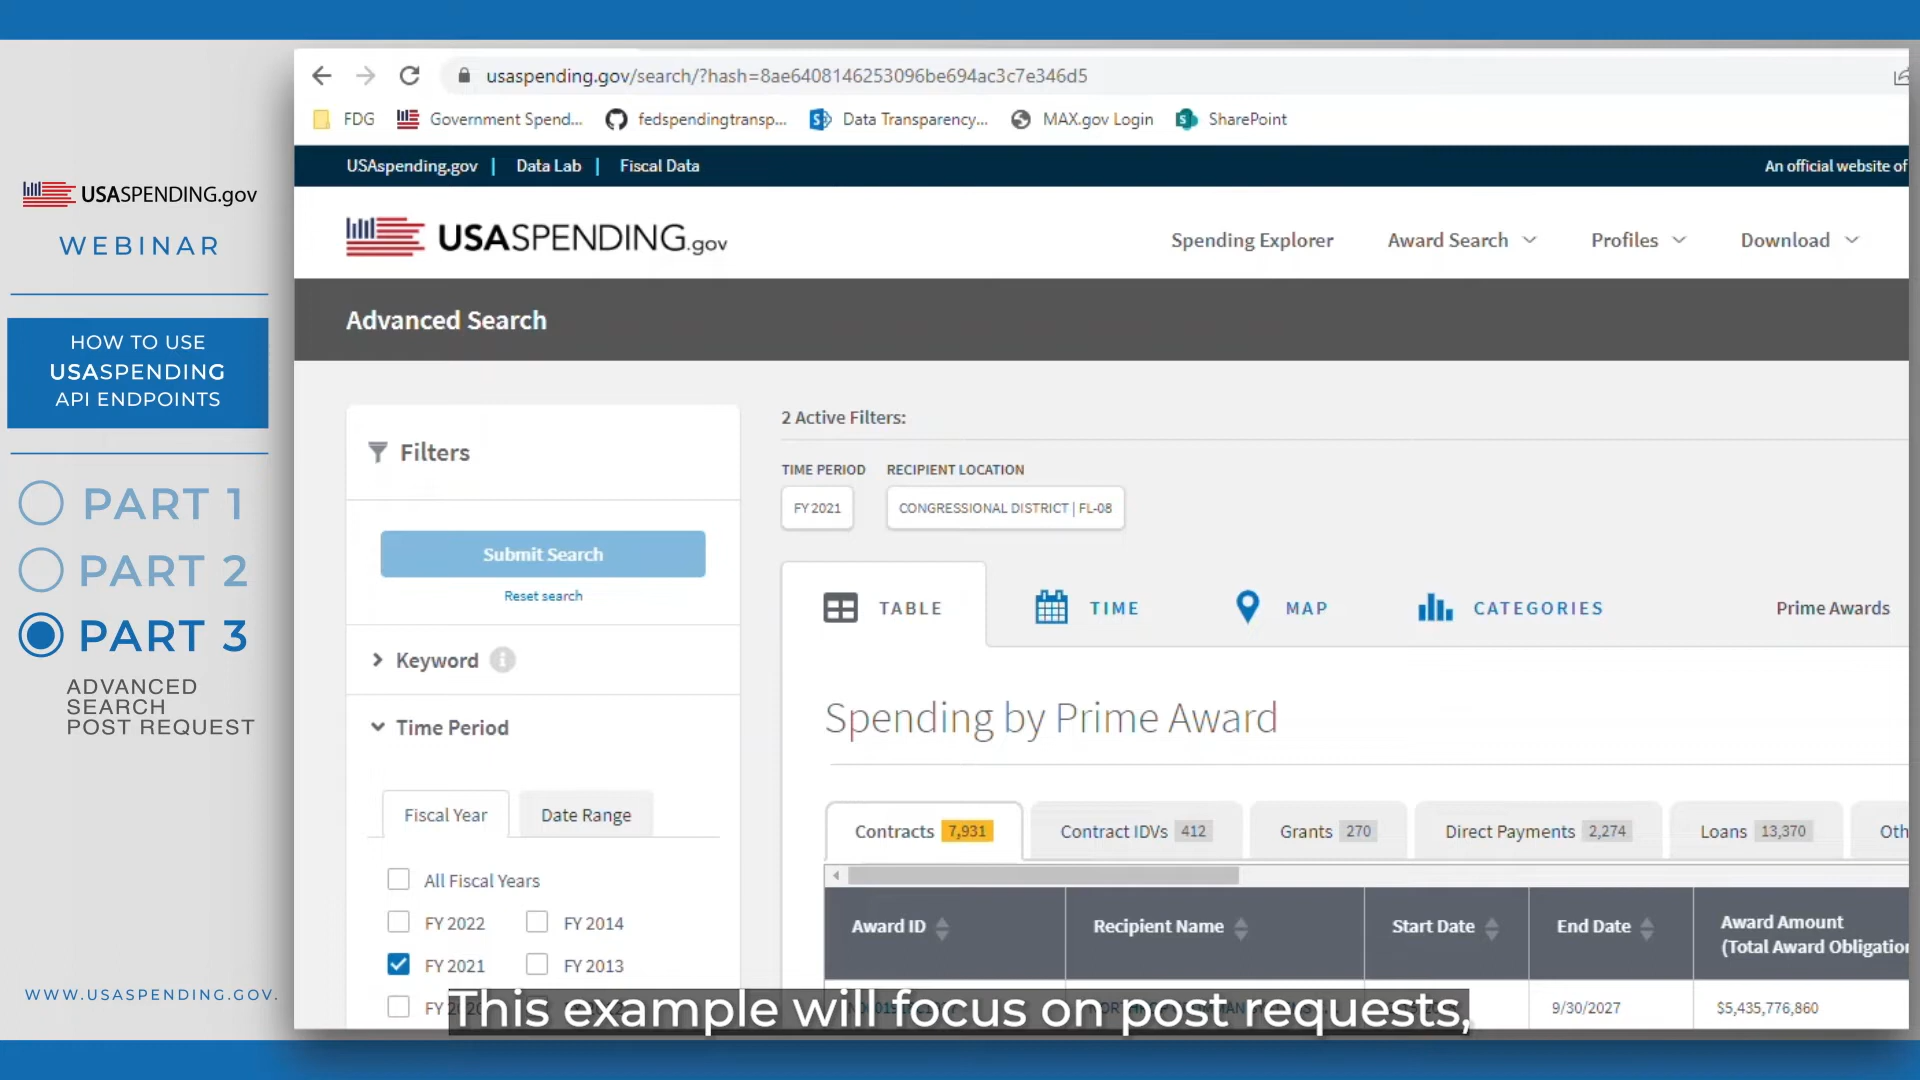 USASPENDING.gov
WEBINAR
HOW TO USE
USASPENDING
API ENDPOINTS
PART 1
PART 2
PART 3
ADVANCED
SEARCH
POST REQUEST
WWW.USASPENDING.GOV.
usaspending.gov/search/?hash=8ae6408146253096be694ac3c7e346d5
FDG Government Spend... fedspendingtransp... Data Transparency... MAX.gov Login SharePoint
USAspending.gov | Data Lab | Fiscal Data An official website of
USASPENDING.gov Spending Explorer Award Search Profiles Download
Advanced Search
Filters
Submit Search
Reset search
Keyword
Time Period
Fiscal Year Date Range
All Fiscal Years
FY 2022 FY 2014
FY 2021 FY 2013
2 Active Filters:
TIME PERIOD RECIPIENT LOCATION
FY 2021 CONGRESSIONAL DISTRICT | FL-08
TABLE TIME MAP CATEGORIES Prime Awards
Spending by Prime Award
Contracts 7,931 Contract IDVs 412 Grants 270 Direct Payments 2,274 Loans 13,370 Oth
Award ID Recipient Name Start Date End Date Award Amount
(Total Award Obligation
9/30/2027 $5,435,776,860
This example will focus on post requests,